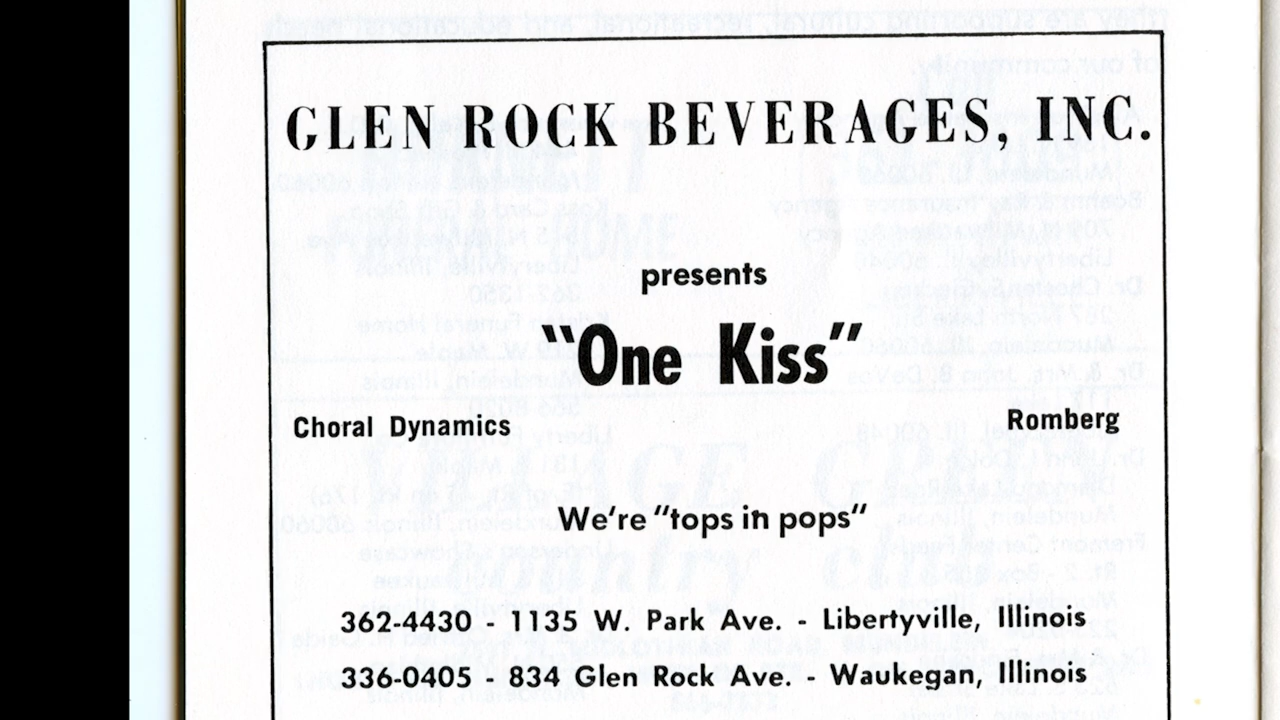 GLEN ROCK BEVERAGES, INC.
presents
"One Kiss"
Choral Dynamics Romberg
We're "tops in pops"
362-4430 - 1135 W. Park Ave. - Libertyville, Illinois
336-0405 - 834 Glen Rock Ave. - Waukegan, Illinois